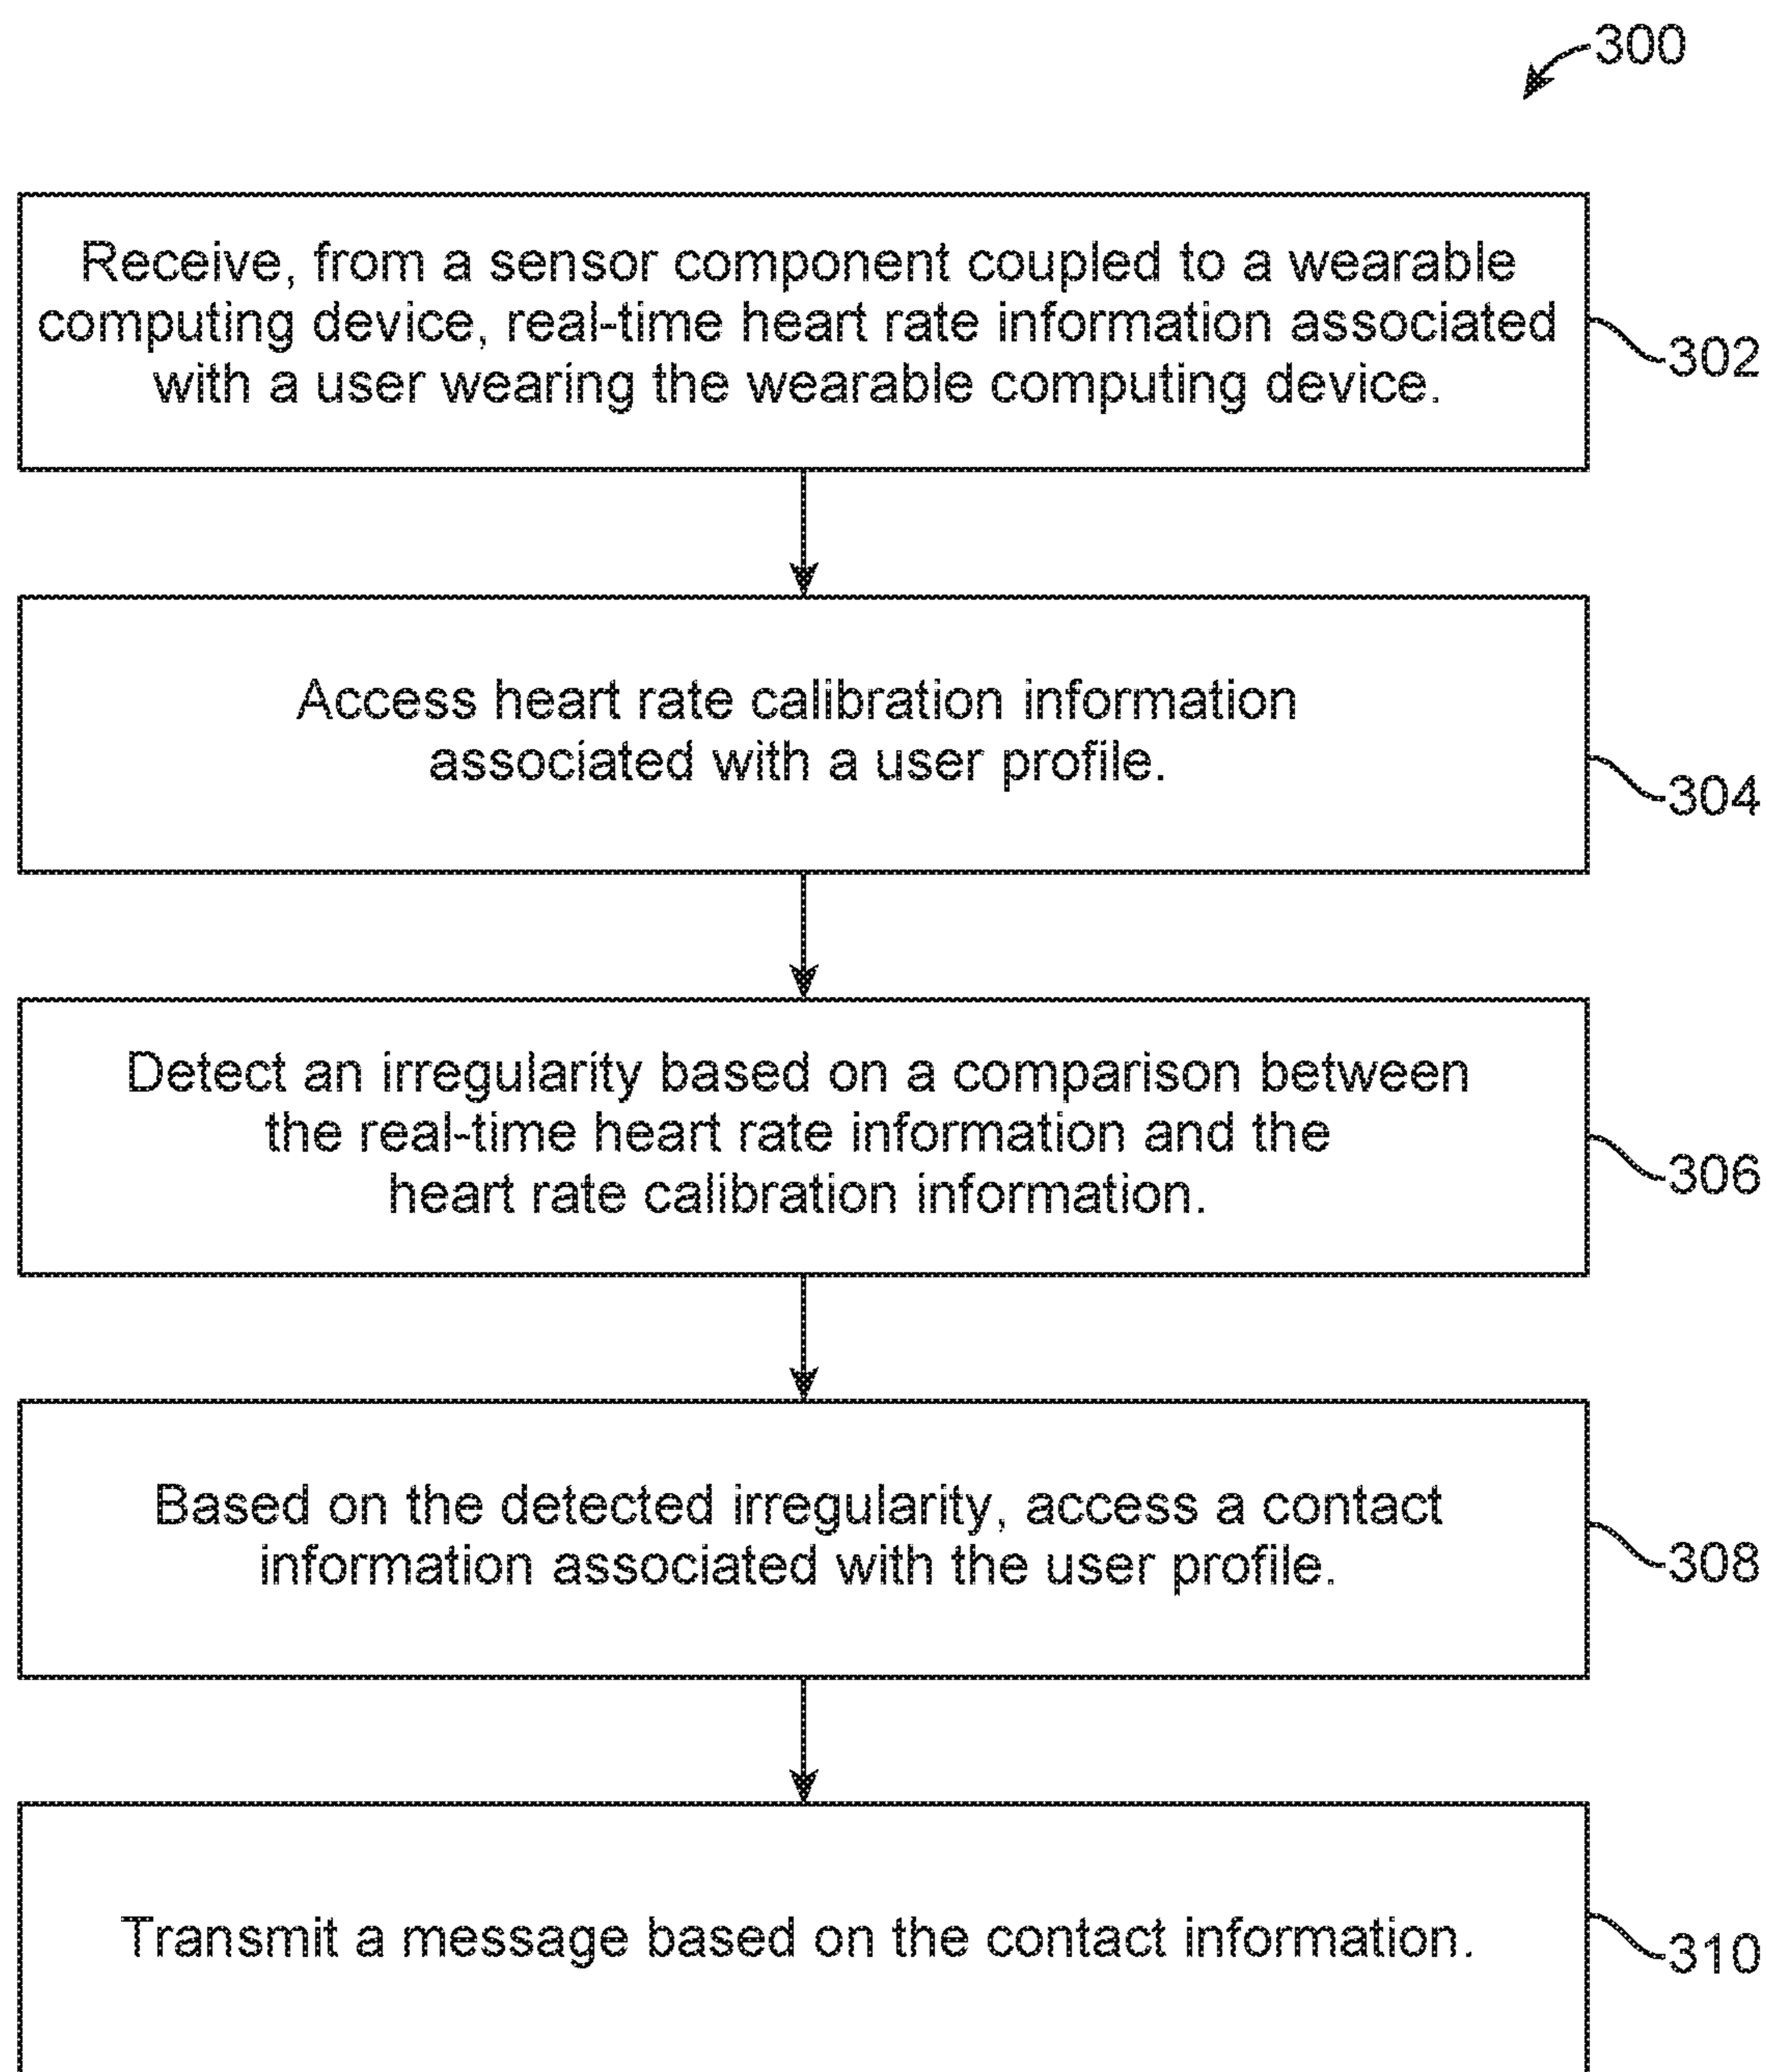 300
Receive, from a sensor component coupled to a wearable
computing device, real-time heart rate information associated
with a user wearing the wearable computing device.
302
Access heart rate calibration information
associated with a user profile.
304
Detect an irregularity based on a comparison between
the real-time heart rate information and the
heart rate calibration information.
306
Based on the detected irregularity, access a contact
information associated with the user profile.
308
Transmit a message based on the contact information.
310